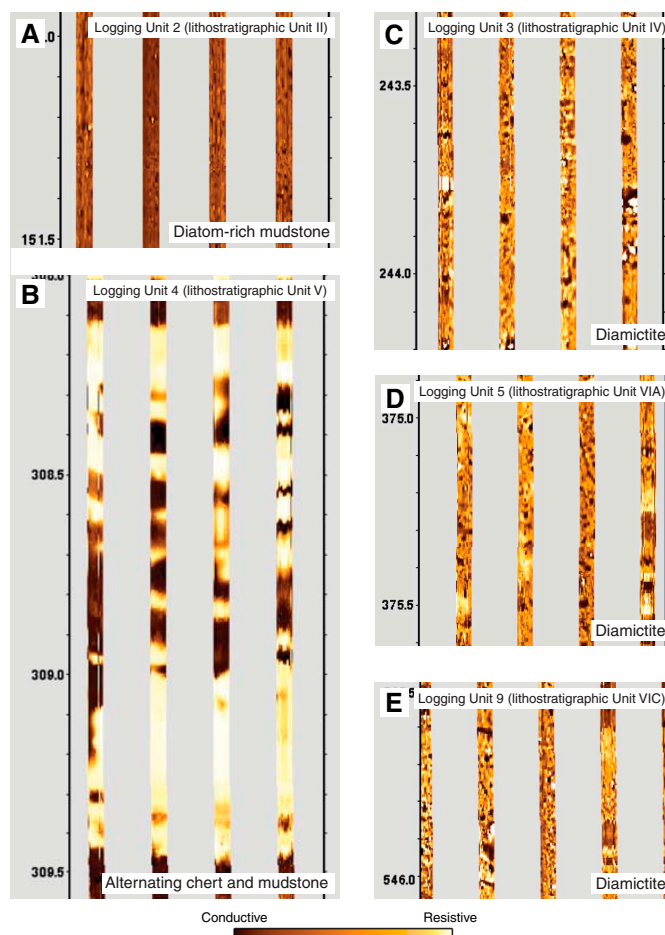 A
Logging Unit 2 (lithostratigraphic Unit II)
.0
151.5
Diatom-rich mudstone
B
Logging Unit 4 (lithostratigraphic Unit V)
308.5
309.0
309.5
Alternating chert and mudstone
C
Logging Unit 3 (lithostratigraphic Unit IV)
243.5
244.0
Diamictite
D
Logging Unit 5 (lithostratigraphic Unit VIA)
375.0
375.5
Diamictite
E
Logging Unit 9 (lithostratigraphic Unit VIC)
546.0
Diamictite
Conductive Resistive